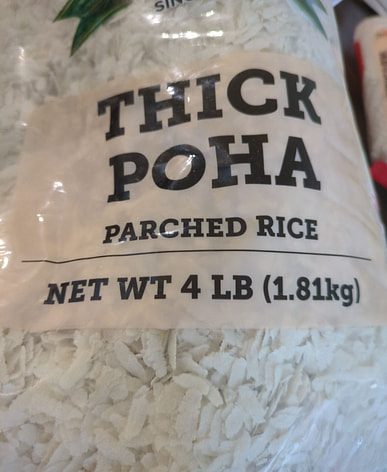 THICK
POHA
PARCHED RICE
NET WT 4 LB (1.81kg)